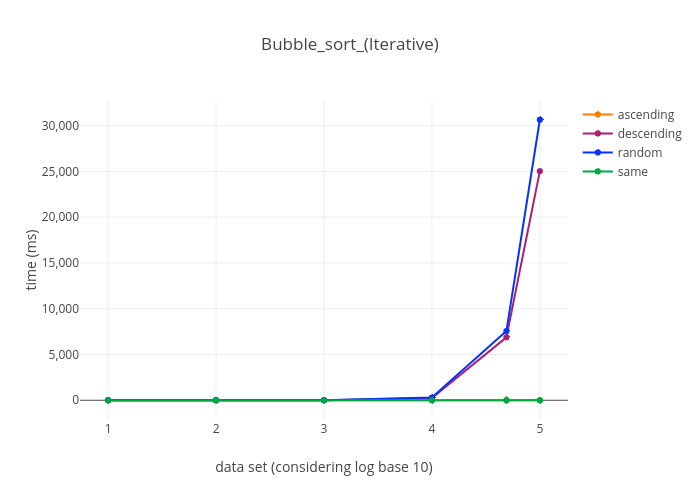 Bubble_sort_(Iterative)
30,000
25,000
20,000
15,000
10,000
5,000
0
time (ms)
1 2 3 4 5
data set (considering log base 10)
ascending
descending
random
same